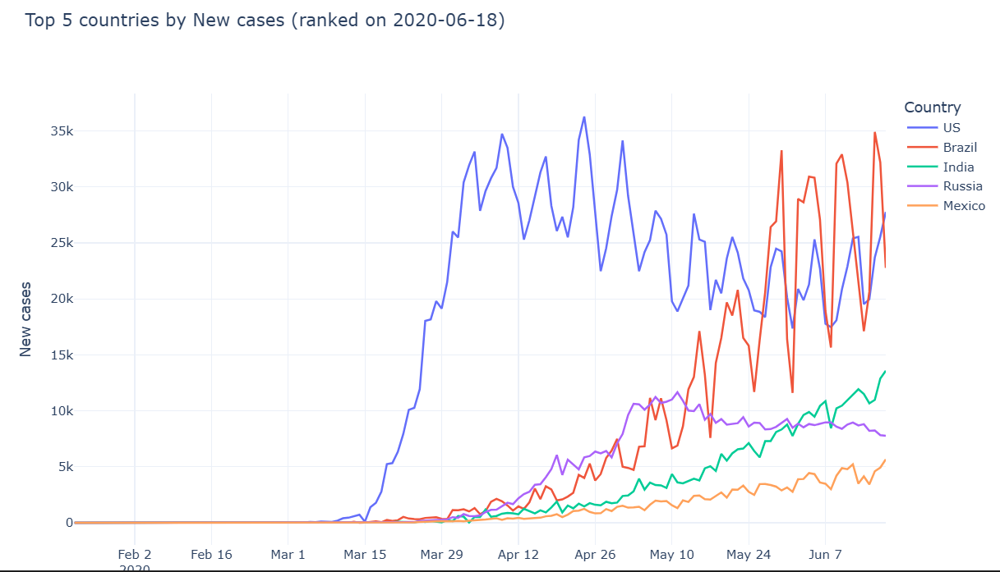 Top 5 countries by New cases (ranked on 2020-06-18)
Country
US
Brazil
India
Russia
Mexico
35k
30k
25k
20k
15k
10k
5k
0
New cases
Feb 2
2020
Feb 16
Mar 1
Mar 15
Mar 29
Apr 12
Apr 26
May 10
May 24
Jun 7